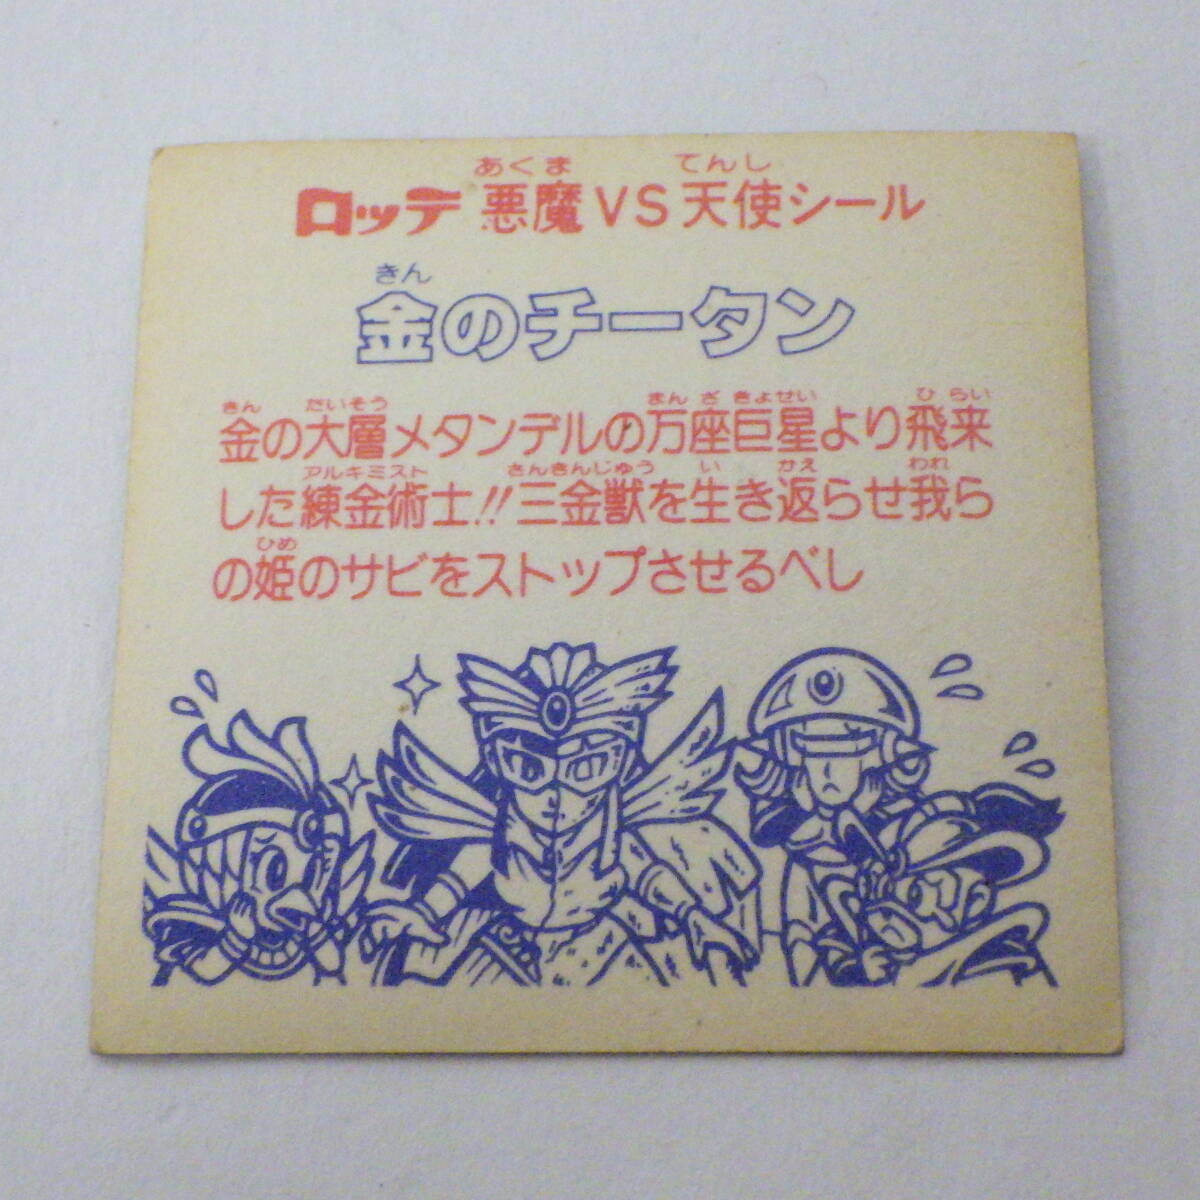 あくま てんし
ロッテ 悪魔VS天使シール
きん
金のチータン
きん だいそう まんざきょせい ひらい
金の大層メタンデルの万座巨星より飛来
アルキミスト さんきんじゅう い かえ われ
した練金術士!!三金獣を生き返らせ我ら
ひめ
の姫のサビをストップさせるべし